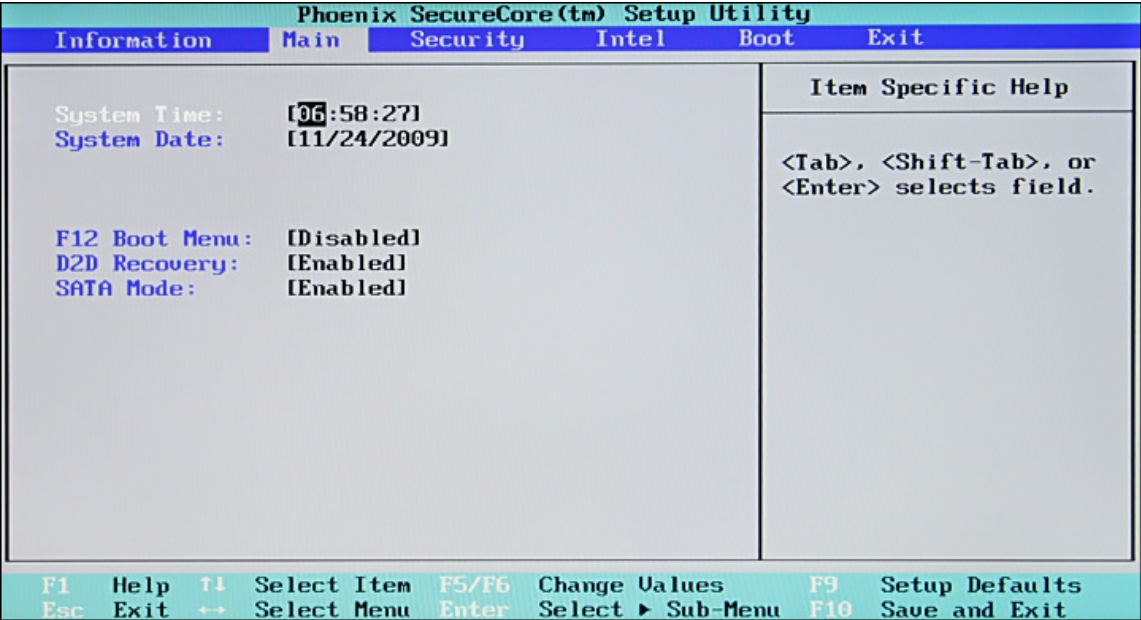 Phoenix SecureCore(tm) Setup Utility
Information Main Security Intel Boot Exit
Item Specific Help
System Time: [06:58:27]
System Date: [11/24/2009]
<Tab>, <Shift-Tab>, or
<Enter> selects field.
F12 Boot Menu: [Disabled]
D2D Recovery: [Enabled]
SATA Mode: [Enabled]
F1 Help ↑↓ Select Item F5/F6 Change Values F9 Setup Defaults
Esc Exit ↔ Select Menu Enter Select ▶ Sub-Menu F10 Save and Exit